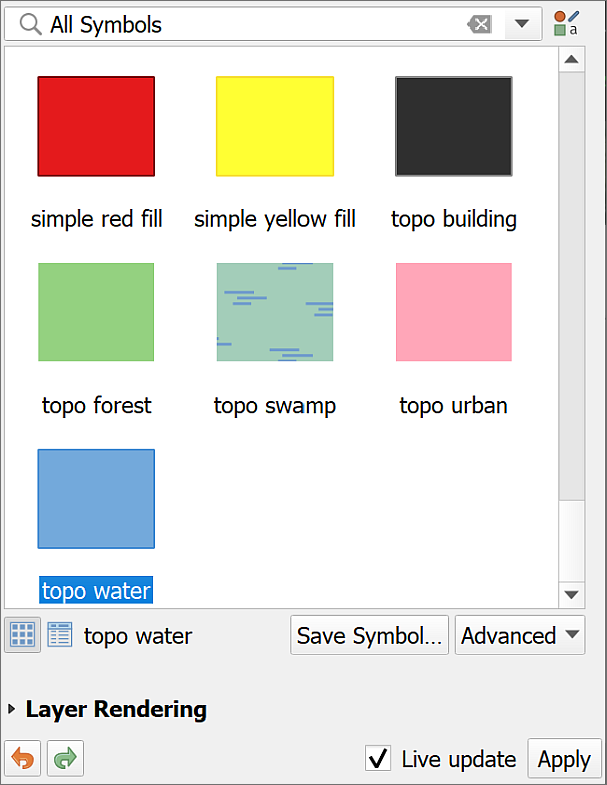 All Symbols
a
simple red fill
simple yellow fill
topo building
topo forest
topo swamp
topo urban
topo water
topo water
Save Symbol...
Advanced
Layer Rendering
Live update
Apply